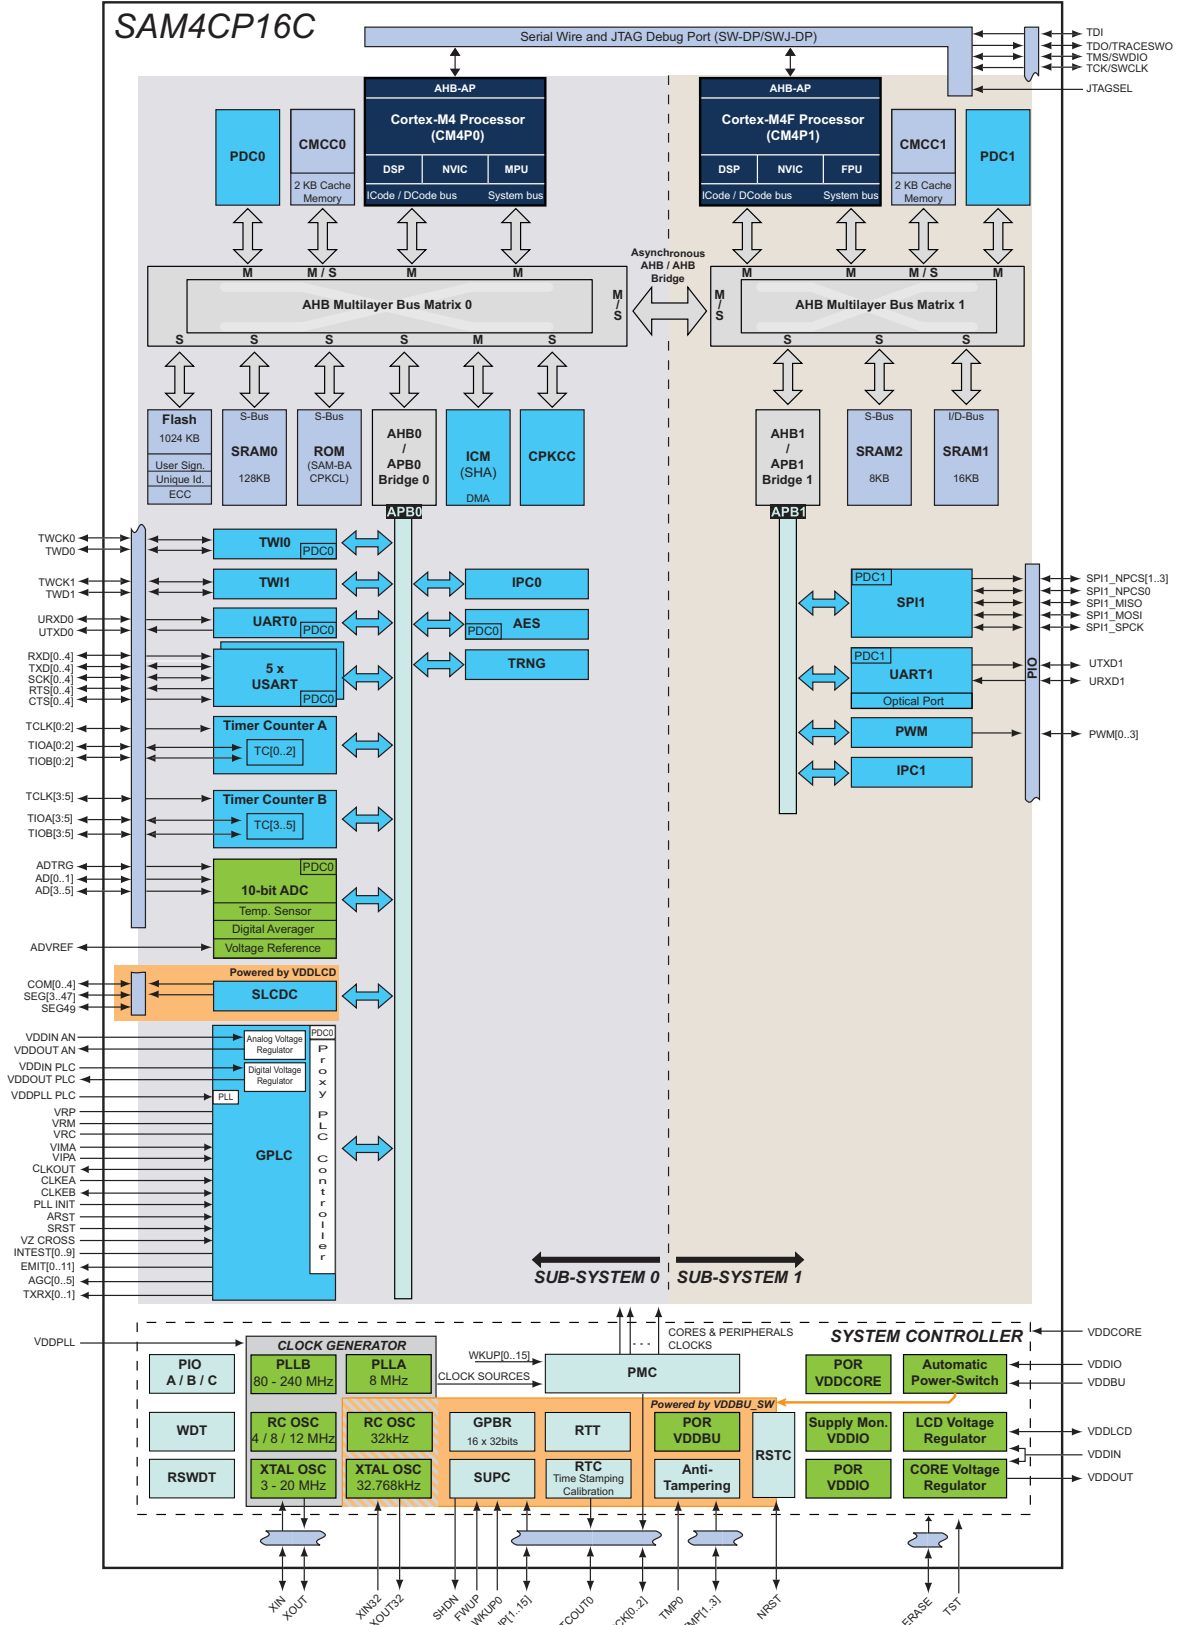 SAM4CP16C
Serial Wire and JTAG Debug Port (SW-DP/SWJ-DP)
TDI
TDO/TRACESWO
TMS/SWDIO
TCK/SWCLK
JTAGSEL
PDC0
CMCC0
2 KB Cache
Memory
AHB-AP
Cortex-M4 Processor
(CM4P0)
DSP
NVIC
MPU
ICode / DCode bus
System bus
AHB-AP
Cortex-M4F Processor
(CM4P1)
DSP
NVIC
FPU
ICode / DCode bus
System bus
CMCC1
2 KB Cache
Memory
PDC1
Asynchronous
AHB / AHB
Bridge
M
M / S
M
M
AHB Multilayer Bus Matrix 0
M
/
S
S
S
S
S
M
S
M
M
M / S
M
M
/
S
AHB Multilayer Bus Matrix 1
S
S
S
Flash
1024 KB
User Sign.
Unique Id.
ECC
S-Bus
SRAM0
128KB
S-Bus
ROM
(SAM-BA
CPKCL)
AHB0
/
APB0
Bridge 0
ICM
(SHA)
DMA
CPKCC
AHB1
/
APB1
Bridge 1
S-Bus
SRAM2
8KB
I/D-Bus
SRAM1
16KB
APB0
APB1
TWCK0
TWD0
TWI0
PDC0
TWCK1
TWD1
TWI1
URXD0
UTXD0
UART0
PDC0
RXD[0..4]
TXD[0..4]
SCK[0..4]
RTS[0..4]
CTS[0..4]
5 x
USART
PDC0
IPC0
AES
PDC0
TRNG
TCLK[0:2]
TIOA[0:2]
TIOB[0:2]
Timer Counter A
TC[0..2]
TCLK[3:5]
TIOA[3:5]
TIOB[3:5]
Timer Counter B
TC[3..5]
ADTRG
AD[0..1]
AD[3..5]
ADVREF
PDC0
10-bit ADC
Temp. Sensor
Digital Averager
Voltage Reference
PDC1
SPI1
SPI1_NPCS[1..3]
SPI1_NPCS0
SPI1_MISO
SPI1_MOSI
SPI1_SPCK
PIO
PDC1
UART1
Optical Port
UTXD1
URXD1
PWM
PWM[0..3]
IPC1
Powered by VDDLCD
COM[0..4]
SEG[3..47]
SEG49
SLCDC
VDDIN AN
VDDOUT AN
VDDIN PLC
VDDOUT PLC
VDDPLL PLC
VRP
VRM
VRC
VIMA
VIPA
CLKOUT
CLKEA
CLKEB
PLL INIT
ARST
SRST
VZ CROSS
INTEST[0..9]
EMIT[0..11]
AGC[0..5]
TXRX[0..1]
Analog Voltage
Regulator
Digital Voltage
Regulator
PLL
GPLC
PDC0
Proxy PLC Controller
SUB-SYSTEM 0
SUB-SYSTEM 1
VDDPLL
CORES & PERIPHERALS
CLOCKS
SYSTEM CONTROLLER
VDDCORE
CLOCK GENERATOR
WKUP[0..15]
CLOCK SOURCES
PMC
PIO
A / B / C
PLLB
80 - 240 MHz
PLLA
8 MHz
POR
VDDCORE
Automatic
Power-Switch
VDDIO
VDDBU
Powered by VDDBU_SW
WDT
RC OSC
4 / 8 / 12 MHz
RC OSC
32kHz
GPBR
16 x 32bits
RTT
POR
VDDBU
RSTC
Supply Mon.
VDDIO
LCD Voltage
Regulator
VDDLCD
VDDIN
RSWDT
XTAL OSC
3 - 20 MHz
XTAL OSC
32.768kHz
SUPC
RTC
Time Stamping
Calibration
Anti-
Tampering
POR
VDDIO
CORE Voltage
Regulator
VDDOUT
XIN
XOUT
XIN32
XOUT32
SHDN
FWUP
WKUP0
TMP0
NRST
ERASE
TST